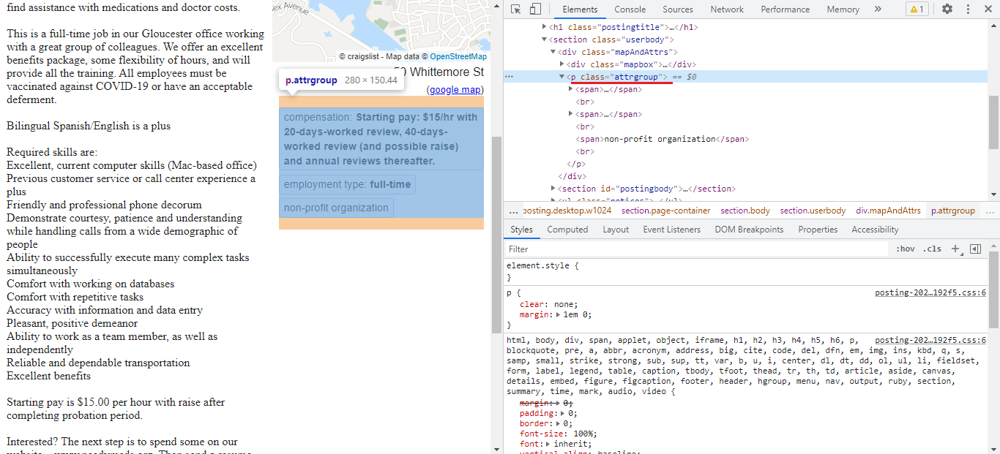 find assistance with medications and doctor costs.
This is a full-time job in our Gloucester office working
with a great group of colleagues. We offer an excellent
benefits package, some flexibility of hours, and will
provide all the training. All employees must be
vaccinated against COVID-19 or have an acceptable
deferment.
Bilingual Spanish/English is a plus
Required skills are:
Excellent, current computer skills (Mac-based office)
Previous customer service or call center experience a
plus
Friendly and professional phone decorum
Demonstrate courtesy, patience and understanding
while handling calls from a wide demographic of
people
Ability to successfully execute many complex tasks
simultaneously
Comfort with working on databases
Comfort with repetitive tasks
Accuracy with information and data entry
Pleasant, positive demeanor
Ability to work as a team member, as well as
independently
Reliable and dependable transportation
Excellent benefits
Starting pay is $15.00 per hour with raise after
completing probation period.
Interested? The next step is to spend some on our
ex Avenue
© craigslist - Map data © OpenStreetMap
Whittemore St
(google map)
p.attrgroup 280 × 150.44
compensation: Starting pay: $15/hr with
20-days-worked review, 40-days-
worked review (and possible raise)
and annual reviews thereafter.
employment type: full-time
non-profit organization
Elements Console Sources Network Performance Memory » 1
<h1 class="postingtitle">…</h1>
<section class="userbody">
<div class="mapAndAttrs">
<div class="mapbox">…</div>
<p class="attrgroup"> == $0
<span>…</span>
<br>
<span>…</span>
<br>
<span>non-profit organization</span>
<br>
</p>
</div>
<section id="postingbody">…</section>
<ul class="notices">…</ul>
... posting.desktop.w1024 section.page-container section.body section.userbody div.mapAndAttrs p.attrgroup ...
Styles Computed Layout Event Listeners DOM Breakpoints Properties Accessibility
Filter :hov .cls +
element.style {
}
p { posting-202…192f5.css:6
clear: none;
margin: 1em 0;
}
html, body, div, span, applet, object, iframe, h1, h2, h3, h4, h5, h6, p, posting-202…192f5.css:6
blockquote, pre, a, abbr, acronym, address, big, cite, code, del, dfn, em, img, ins, kbd, q, s,
samp, small, strike, strong, sub, sup, tt, var, b, u, i, center, dl, dt, dd, ol, ul, li, fieldset,
form, label, legend, table, caption, tbody, tfoot, thead, tr, th, td, article, aside, canvas,
details, embed, figure, figcaption, footer, header, hgroup, menu, nav, output, ruby, section,
summary, time, mark, audio, video {
margin: 0;
padding: 0;
border: 0;
font-size: 100%;
font: inherit;
vertical-align: baseline;